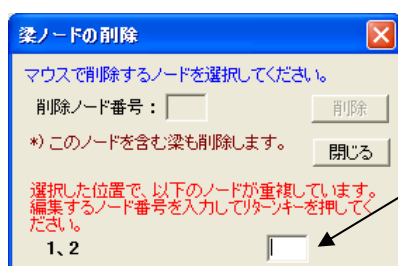 梁ノードの削除
マウスで削除するノードを選択してください。
削除ノード番号：
削除
*) このノードを含む梁も削除します。
閉じる
選択した位置で、以下のノードが重複しています。
編集するノード番号を入力してリターンキーを押してく
ださい。
1、2